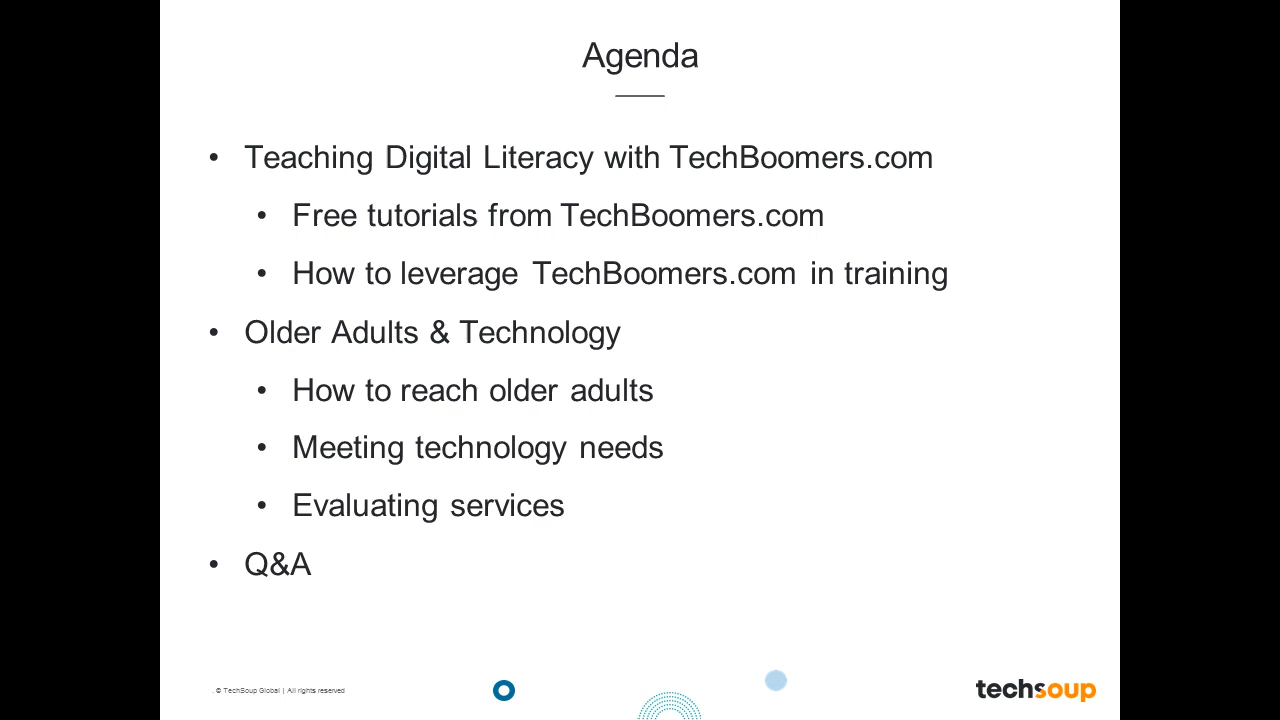 Agenda
• Teaching Digital Literacy with TechBoomers.com
• Free tutorials from TechBoomers.com
• How to leverage TechBoomers.com in training
• Older Adults & Technology
• How to reach older adults
• Meeting technology needs
• Evaluating services
• Q&A
. © TechSoup Global | All rights reserved
techsoup